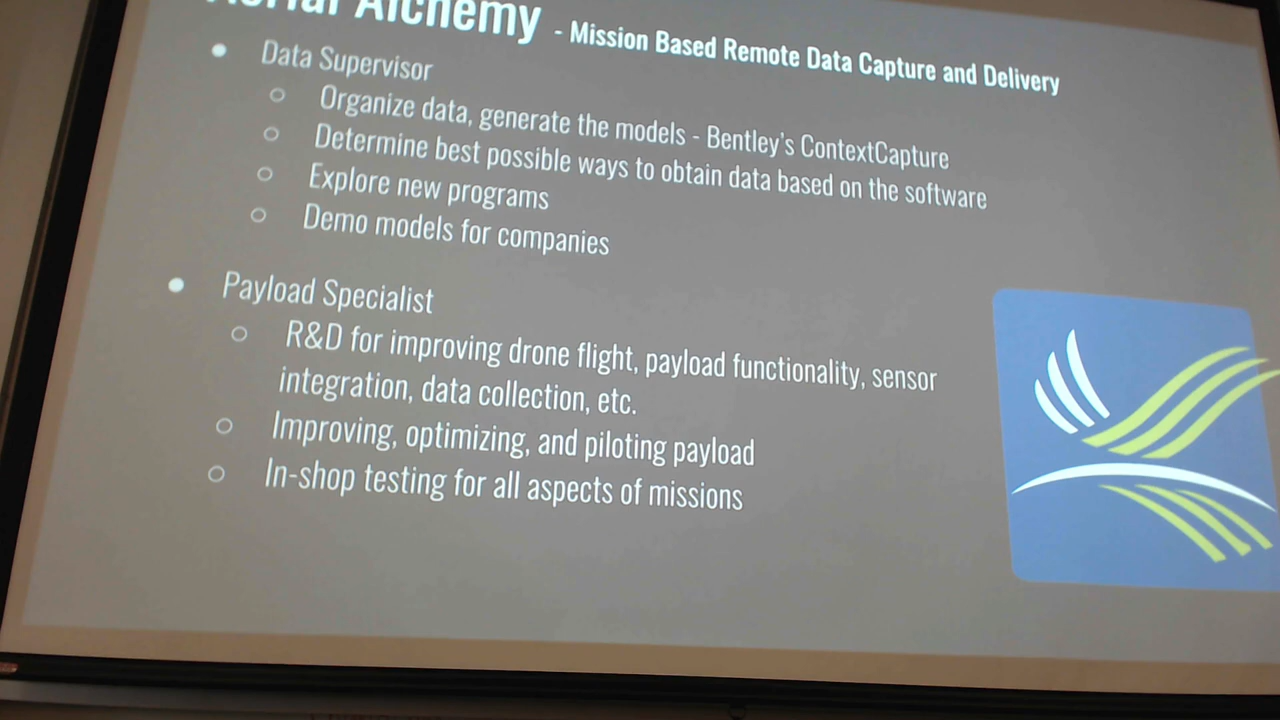 Aerial Alchemy - Mission Based Remote Data Capture and Delivery
● Data Supervisor
○ Organize data, generate the models - Bentley's ContextCapture
○ Determine best possible ways to obtain data based on the software
○ Explore new programs
○ Demo models for companies
● Payload Specialist
○ R&D for improving drone flight, payload functionality, sensor
integration, data collection, etc.
○ Improving, optimizing, and piloting payload
○ In-shop testing for all aspects of missions